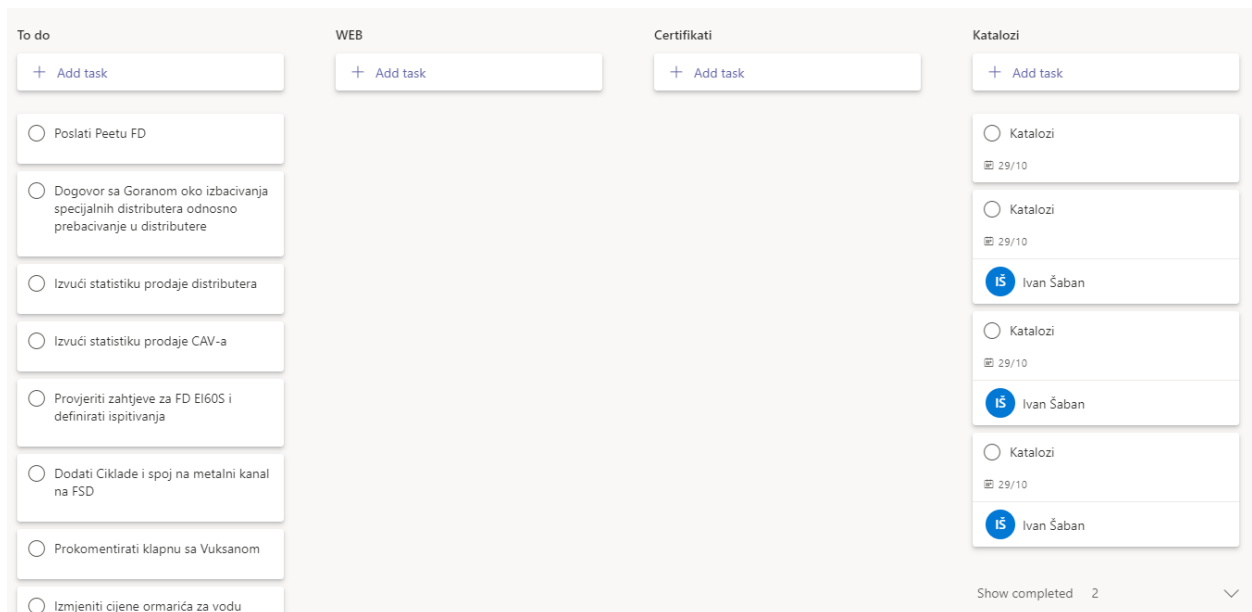 To do
+ Add task
Poslati Peetu FD
Dogovor sa Goranom oko izbacivanja
specijalnih distributera odnosno
prebacivanje u distributere
Izvući statistiku prodaje distributera
Izvući statistiku prodaje CAV-a
Provjeriti zahtjeve za FD EI60S i
definirati ispitivanja
Dodati Ciklade i spoj na metalni kanal
na FSD
Prokomentirati klapnu sa Vuksanom
Izmjeniti cijene ormarića za vodu
WEB
+ Add task
Certifikati
+ Add task
Katalozi
+ Add task
Katalozi
29/10
Katalozi
29/10
IŠ Ivan Šaban
Katalozi
29/10
IŠ Ivan Šaban
Katalozi
29/10
IŠ Ivan Šaban
Show completed 2